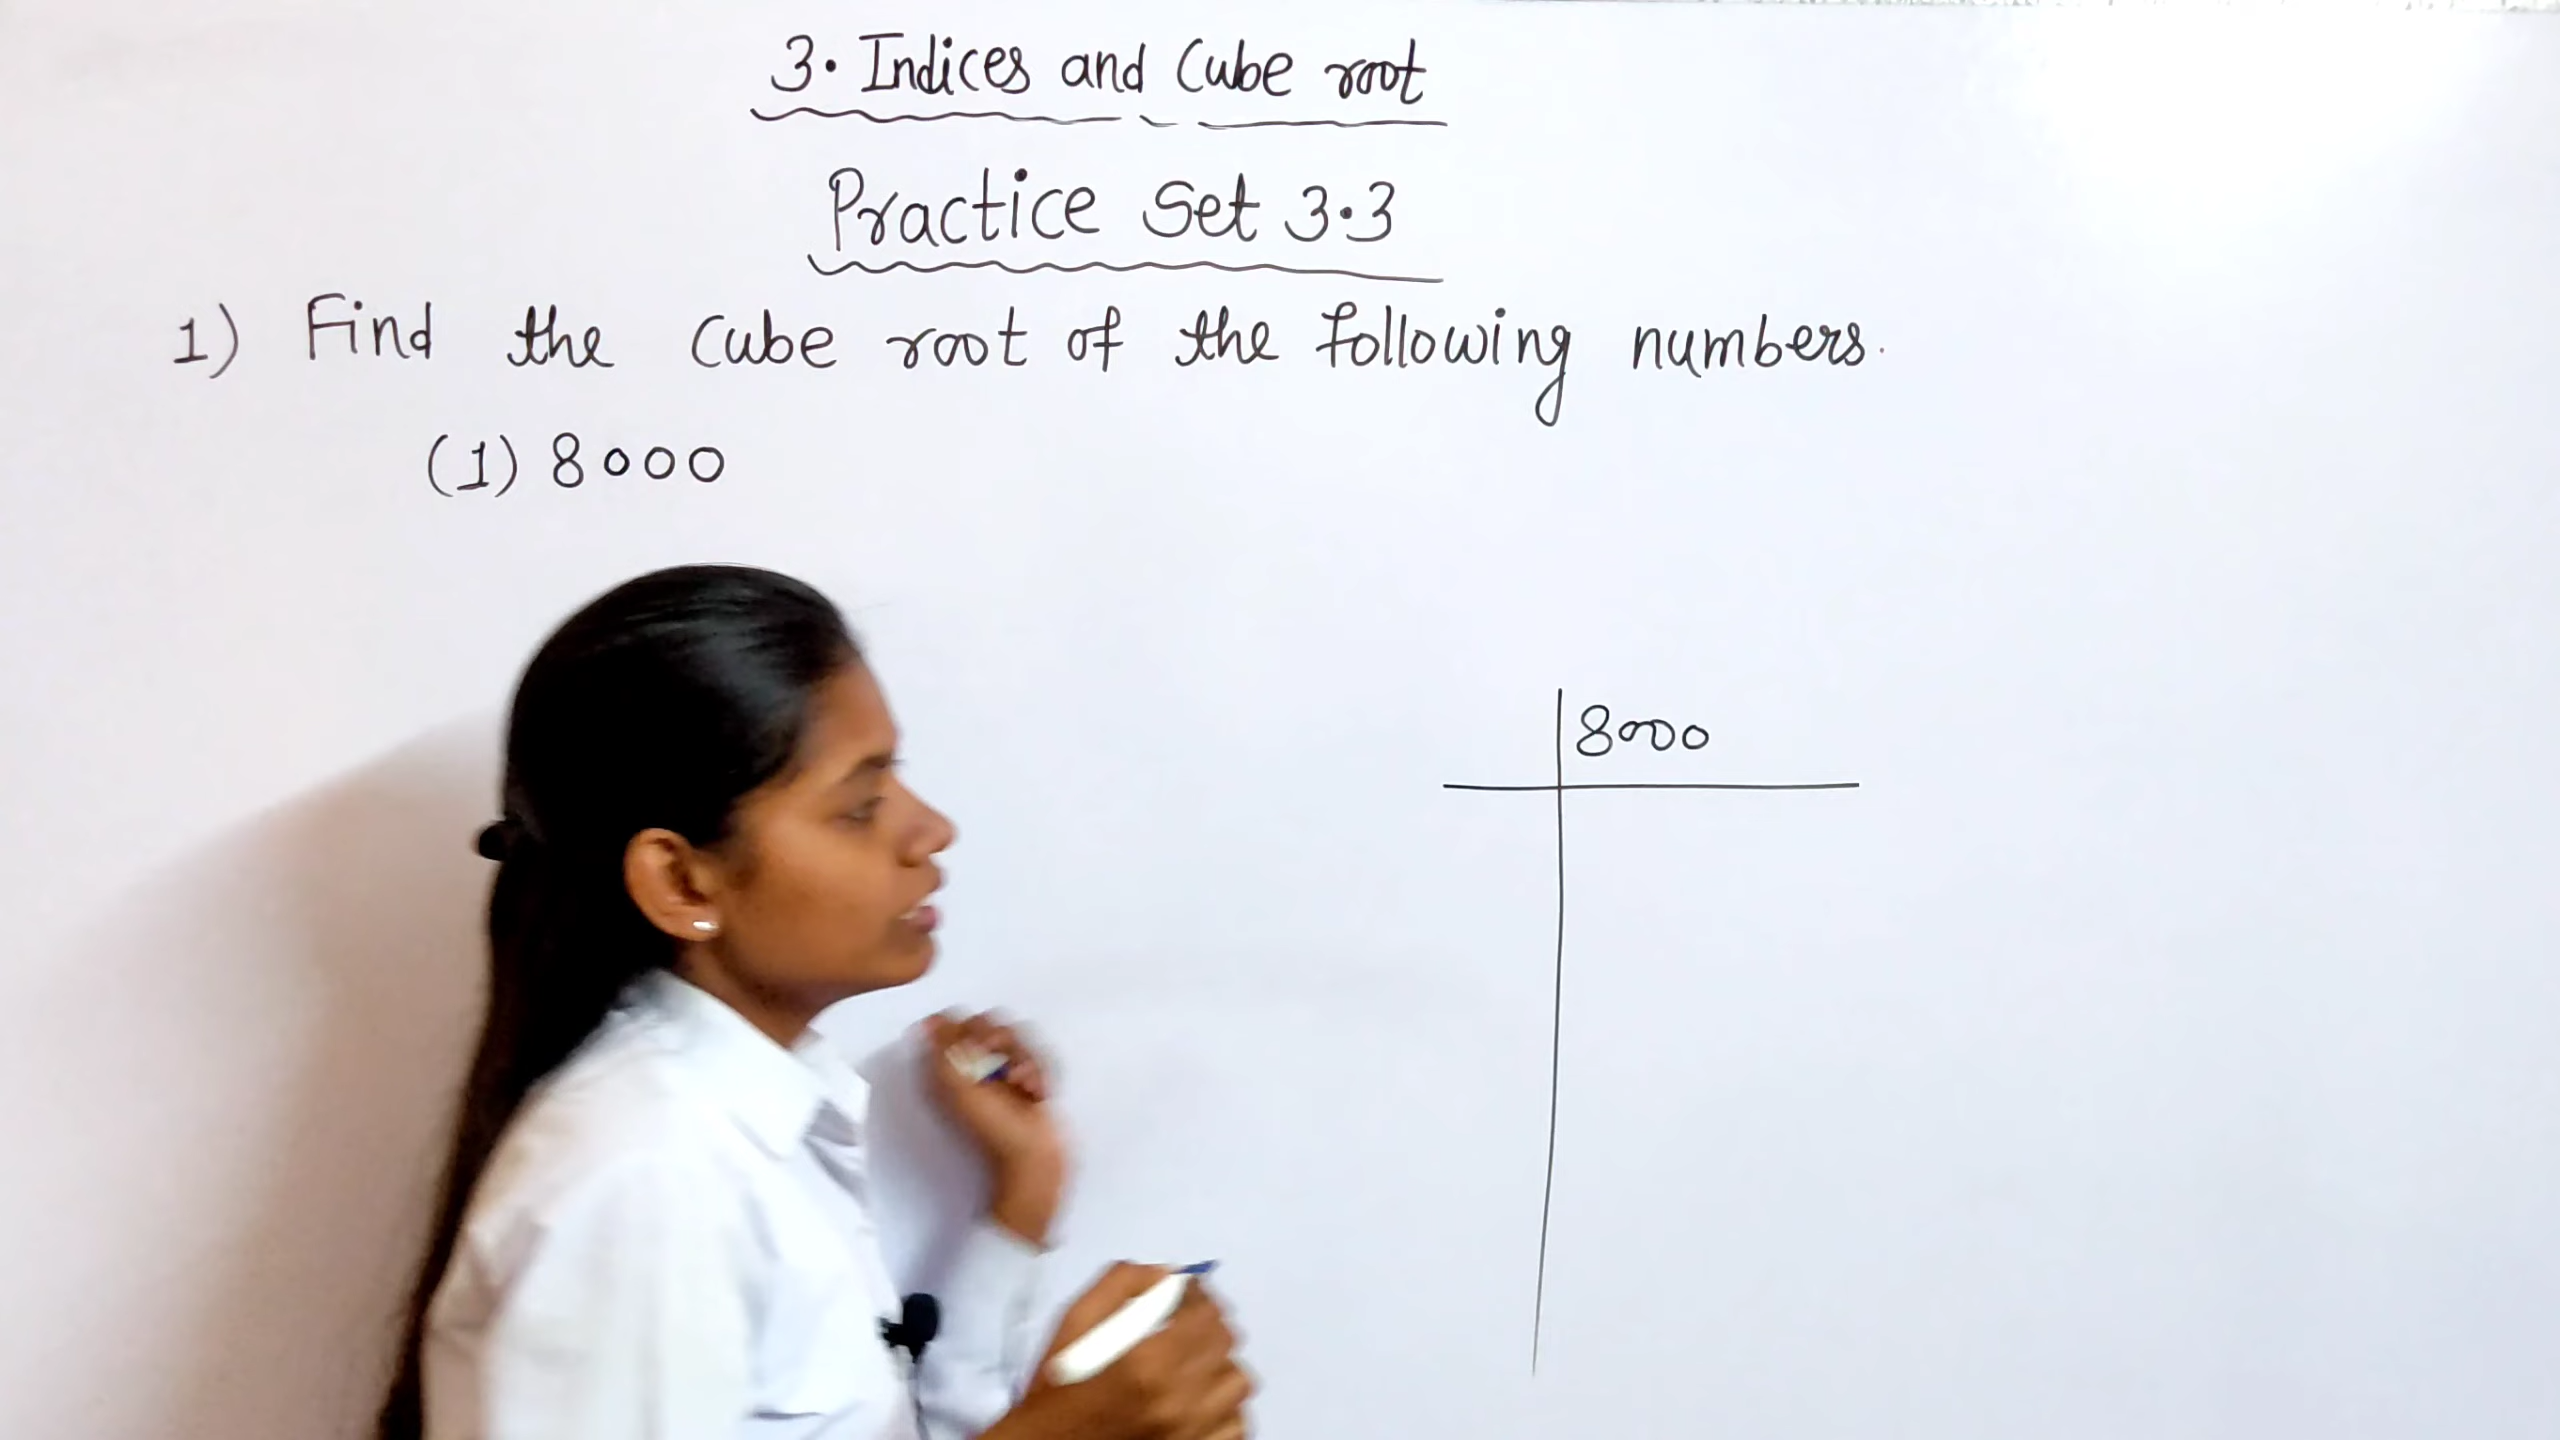 3. Indices and Cube root
Practice Set 3.3
1) Find the Cube root of the following numbers.
(1) 8000
8000